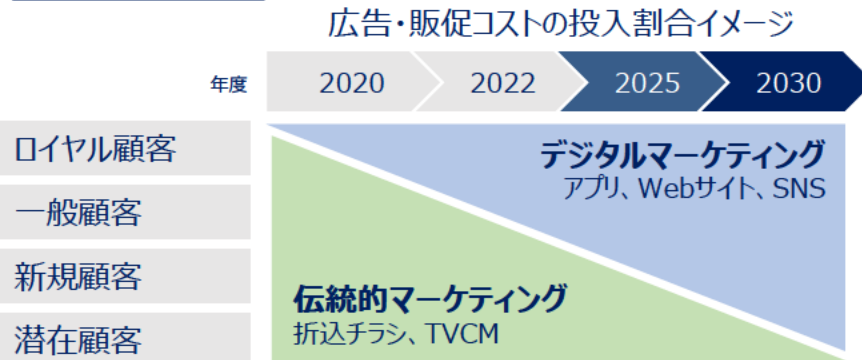 広告・販促コストの投入割合イメージ
年度 2020 2022 2025 2030
ロイヤル顧客
一般顧客
新規顧客
潜在顧客
デジタルマーケティング
アプリ、Webサイト、SNS
伝統的マーケティング
折込チラシ、TVCM